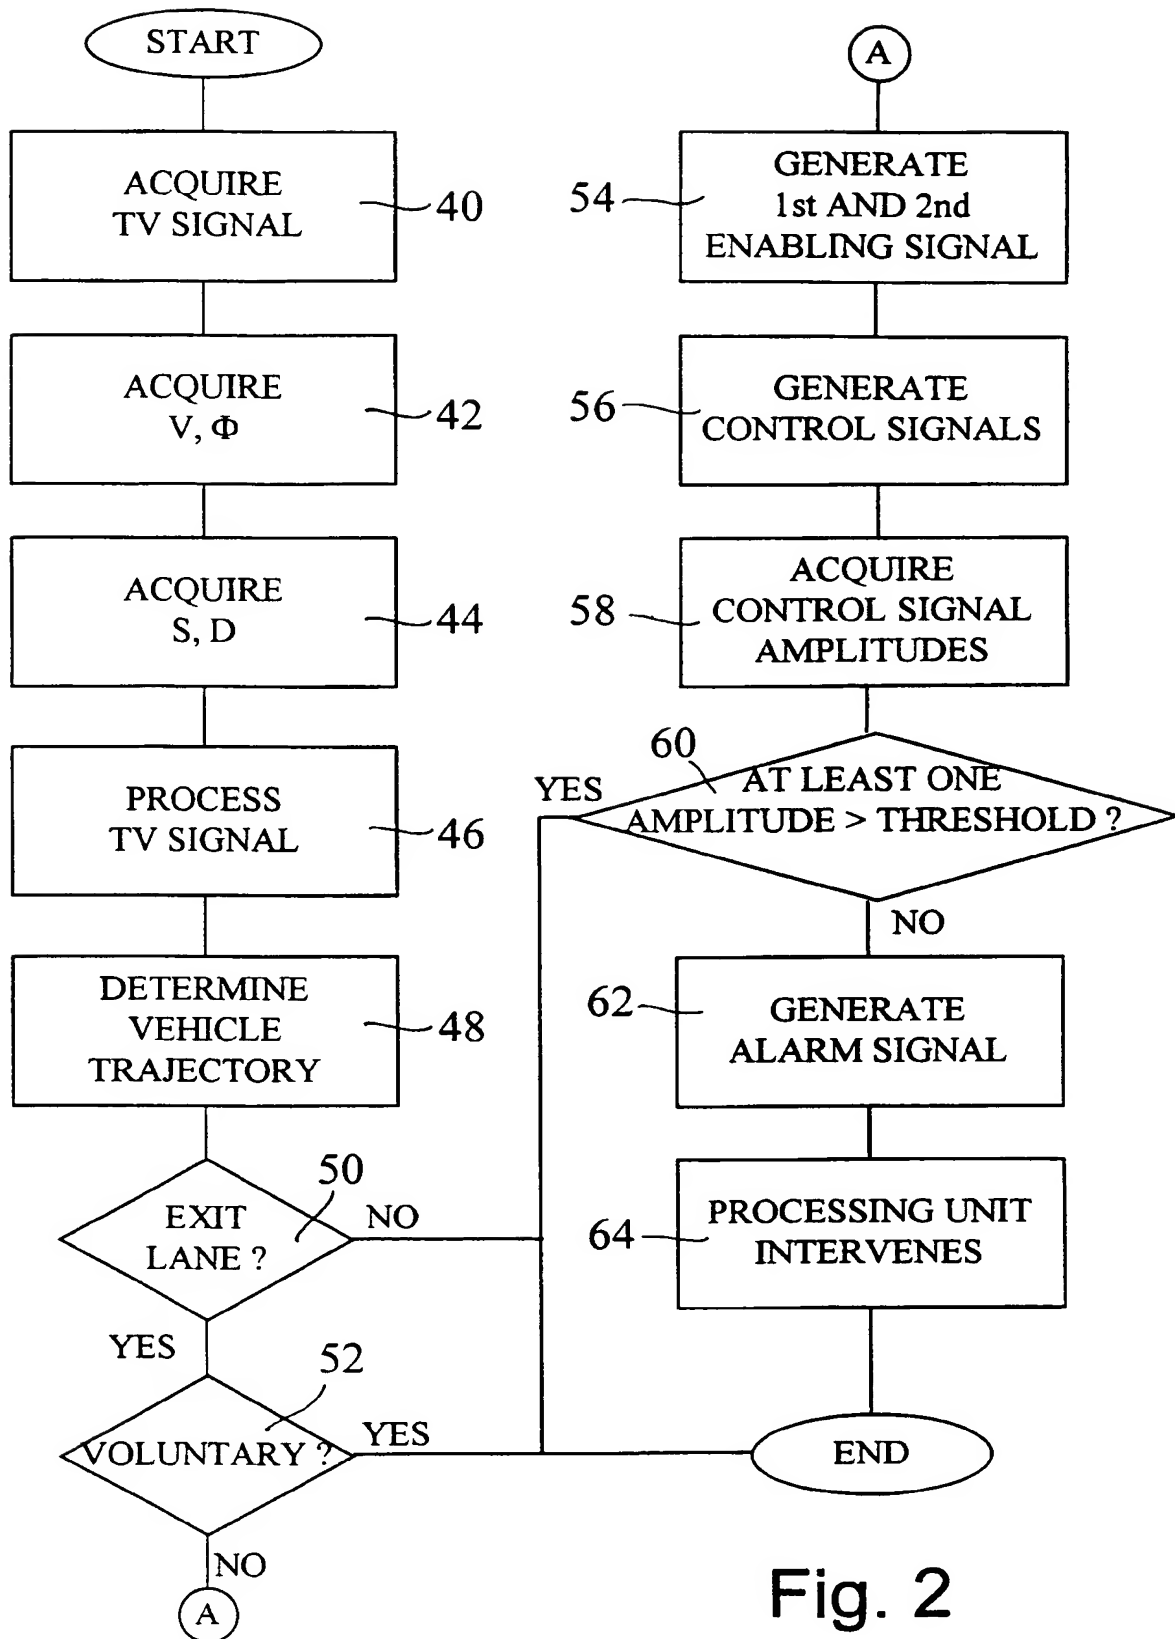 START
ACQUIRE
TV SIGNAL
40
ACQUIRE
V, Φ
42
ACQUIRE
S, D
44
PROCESS
TV SIGNAL
46
DETERMINE
VEHICLE
TRAJECTORY
48
EXIT
LANE ?
50
NO
YES
VOLUNTARY ?
52
YES
NO
A
A
GENERATE
1st AND 2nd
ENABLING SIGNAL
54
GENERATE
CONTROL SIGNALS
56
ACQUIRE
CONTROL SIGNAL
AMPLITUDES
58
60
AT LEAST ONE
AMPLITUDE > THRESHOLD ?
YES
NO
GENERATE
ALARM SIGNAL
62
PROCESSING UNIT
INTERVENES
64
END
Fig. 2